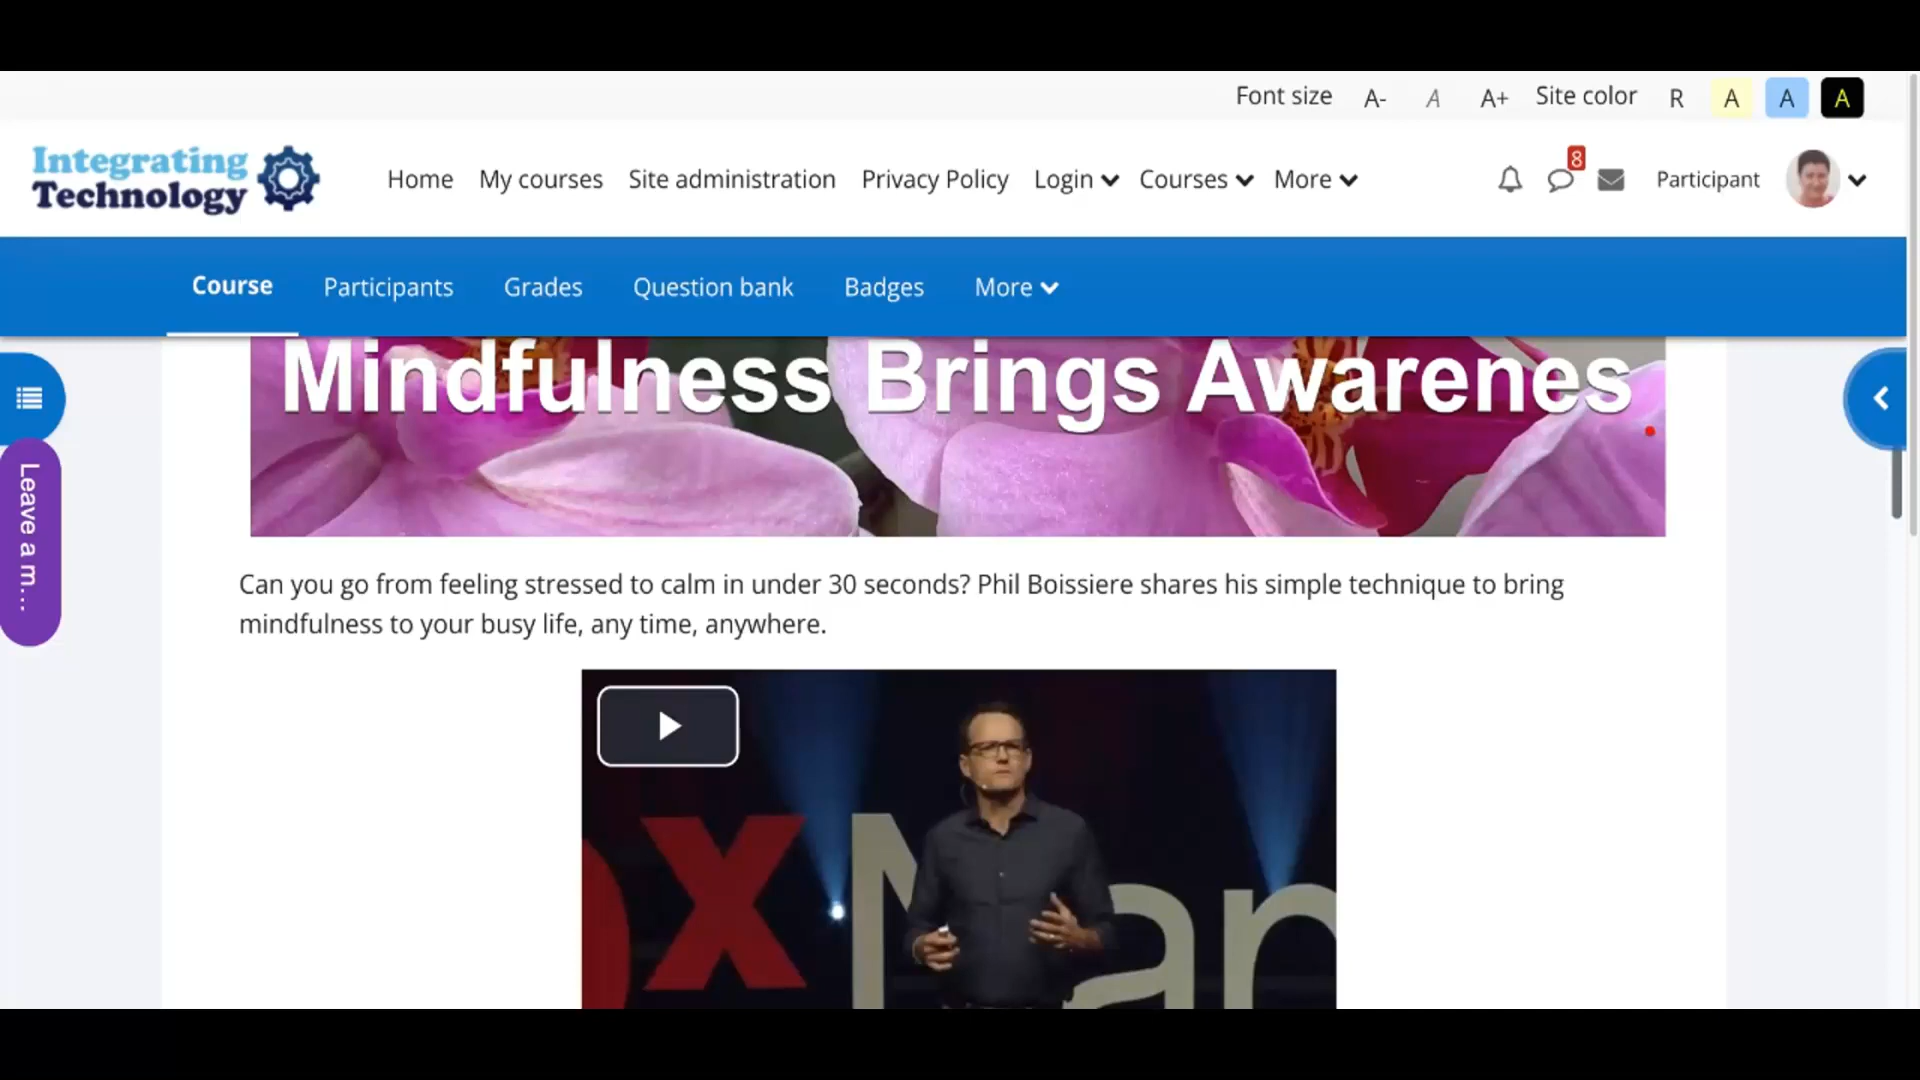 Font size A- A A+ Site color R A A A
Integrating
Technology
Home My courses Site administration Privacy Policy Login Courses More 8 Participant
Course Participants Grades Question bank Badges More
Mindfulness Brings Awarenes
Leave a m...
Can you go from feeling stressed to calm in under 30 seconds? Phil Boissiere shares his simple technique to bring
mindfulness to your busy life, any time, anywhere.
x Nap